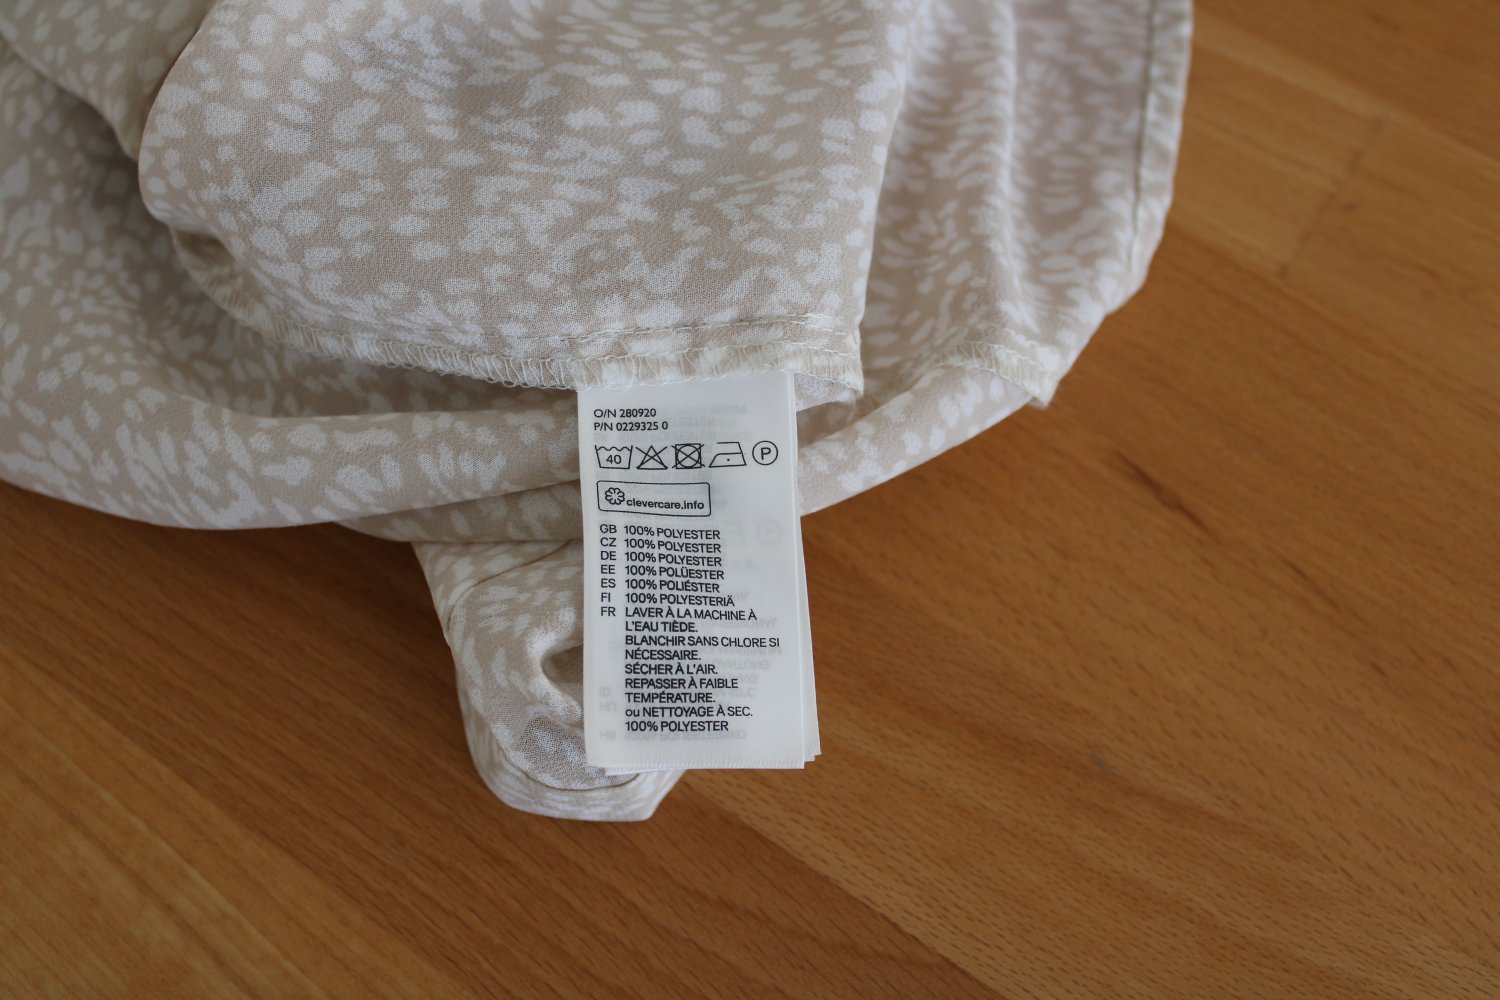 O/N 280920
P/N 0229325 0
40 P
clevercare.info
GB 100% POLYESTER
CZ 100% POLYESTER
DE 100% POLYESTER
EE 100% POLÜESTER
ES 100% POLIÉSTER
FI 100% POLYESTERIÄ
FR LAVER À LA MACHINE À
L'EAU TIÈDE.
BLANCHIR SANS CHLORE SI
NÉCESSAIRE.
SÉCHER À L'AIR.
REPASSER À FAIBLE
TEMPÉRATURE.
ou NETTOYAGE À SEC.
100% POLYESTER